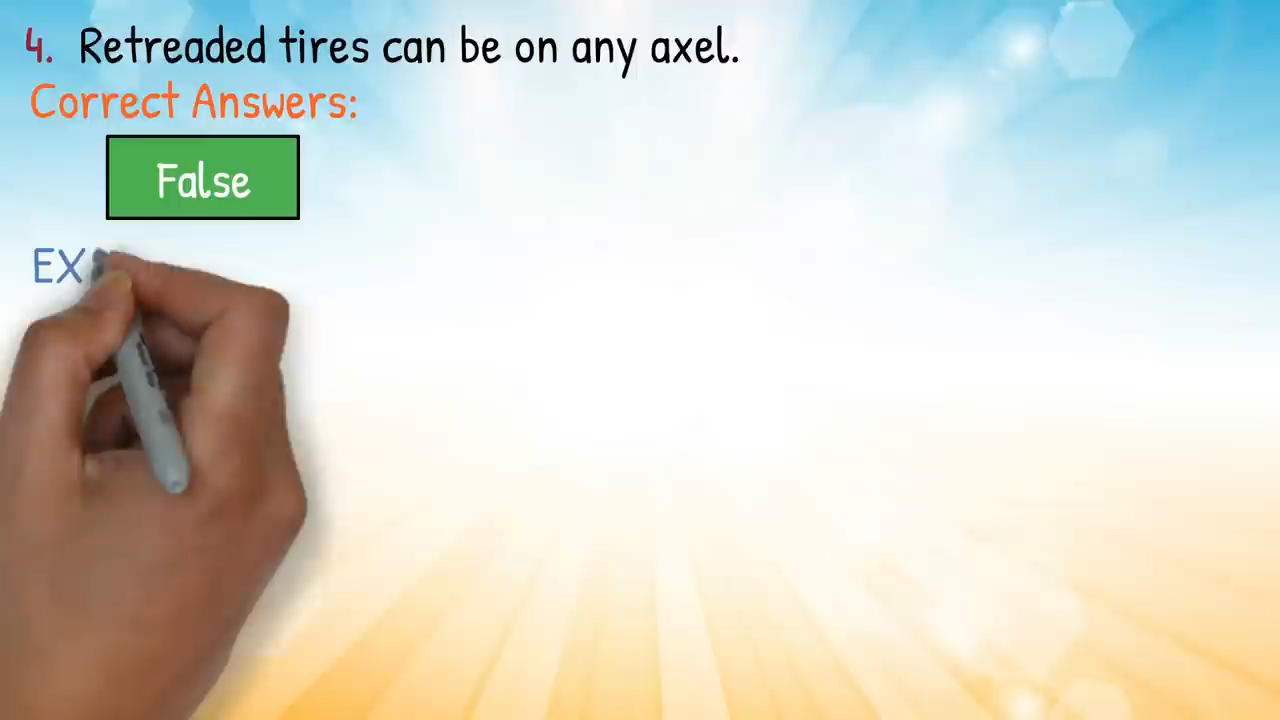 4. Retreaded tires can be on any axel.
Correct Answers:
False
EX